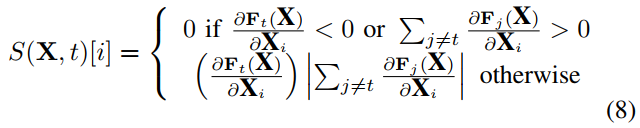 S(X, t)[i] = { 0 if ∂F_t(X)/∂X_i < 0 or ∑_{j≠t} ∂F_j(X)/∂X_i > 0
(∂F_t(X)/∂X_i) |∑_{j≠t} ∂F_j(X)/∂X_i| otherwise
(8)